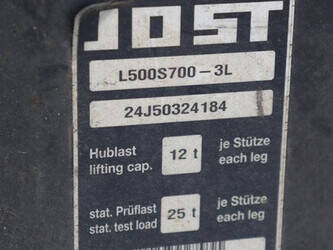 JOST
L500S700-3L
24J50324184
Hublast 12 t je Stütze
lifting cap. each leg
stat. Prüflast 25 t je Stütze
stat. test load each leg